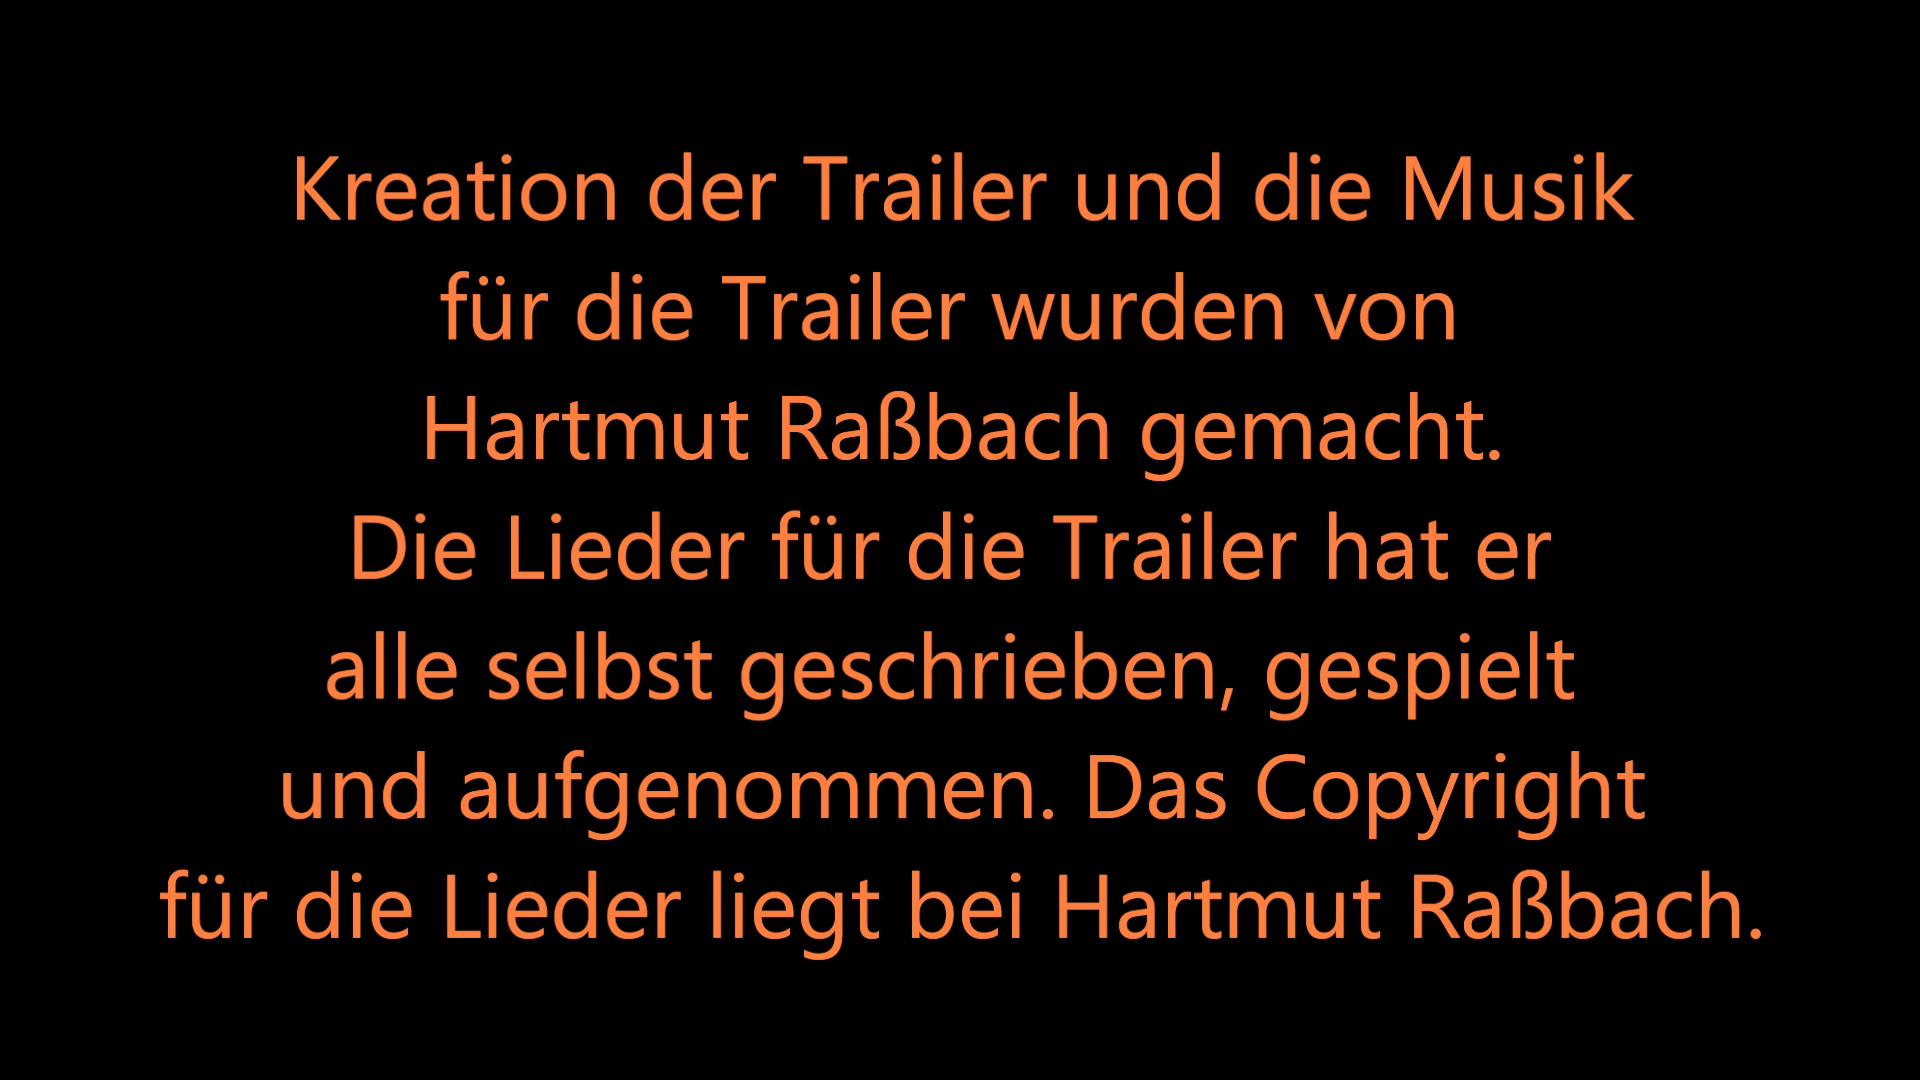 Kreation der Trailer und die Musik
für die Trailer wurden von
Hartmut Raßbach gemacht.
Die Lieder für die Trailer hat er
alle selbst geschrieben, gespielt
und aufgenommen. Das Copyright
für die Lieder liegt bei Hartmut Raßbach.